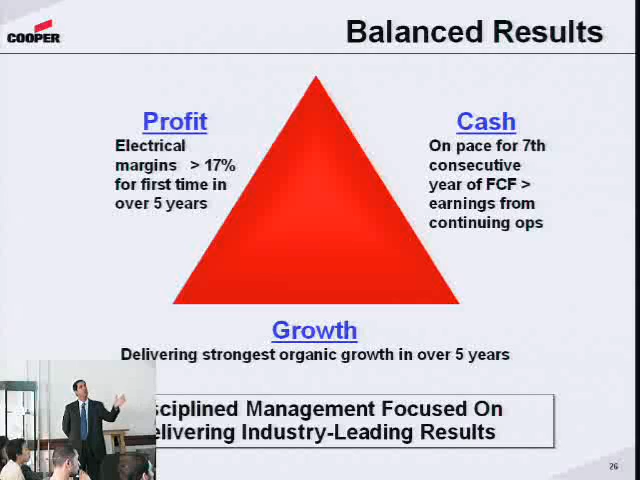 COOPER
Balanced Results
Profit
Electrical
margins > 17%
for first time in
over 5 years
Cash
On pace for 7th
consecutive
year of FCF >
earnings from
continuing ops
Growth
Delivering strongest organic growth in over 5 years
sciplined Management Focused On
elivering Industry-Leading Results
26